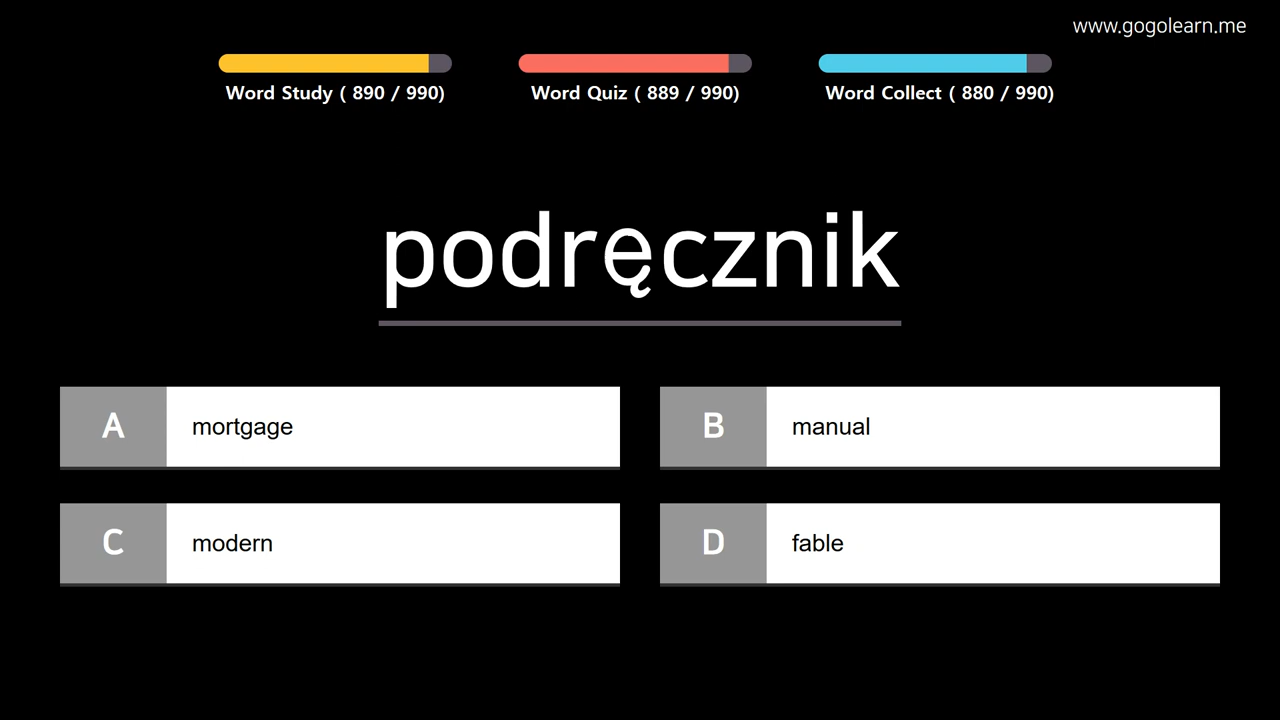 www.gogolearn.me
Word Study ( 890 / 990)
Word Quiz ( 889 / 990)
Word Collect ( 880 / 990)
podręcznik
A
mortgage
B
manual
C
modern
D
fable